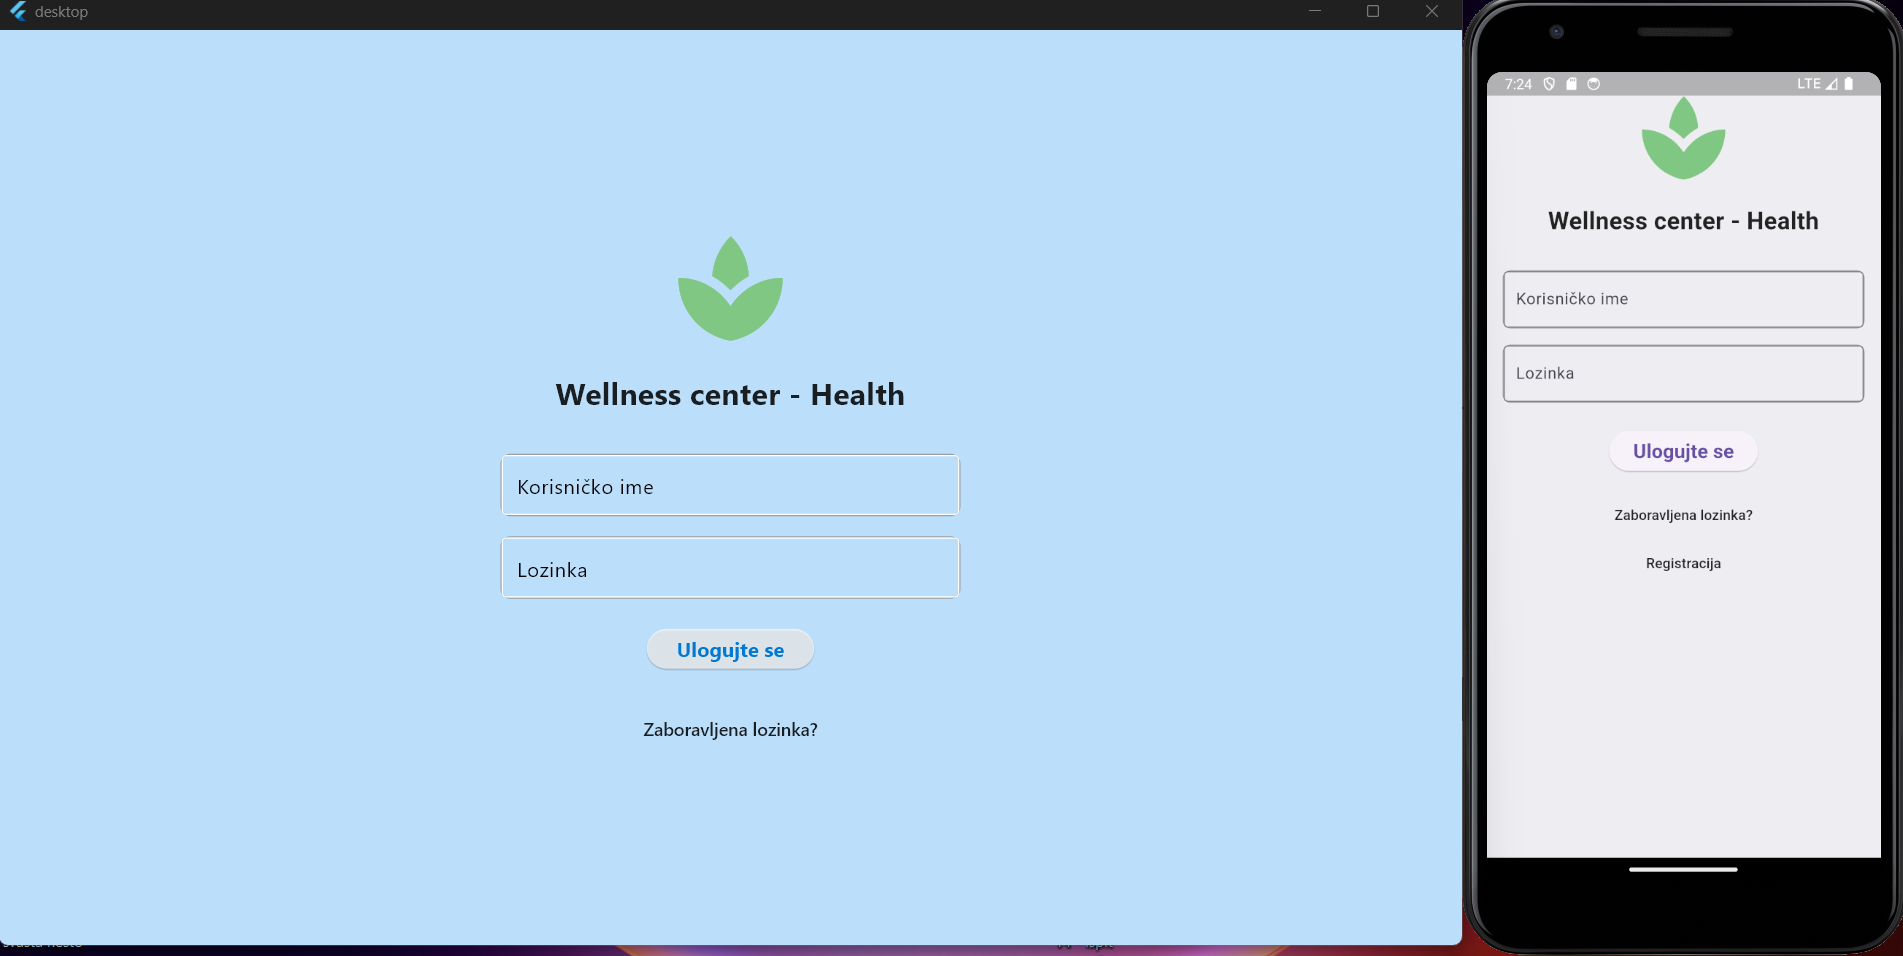 desktop
Wellness center - Health
Korisničko ime
Lozinka
Ulogujte se
Zaboravljena lozinka?
7:24
LTE
Wellness center - Health
Korisničko ime
Lozinka
Ulogujte se
Zaboravljena lozinka?
Registracija